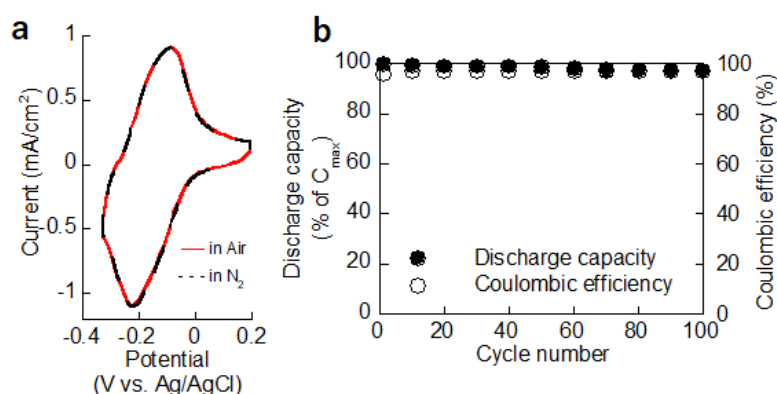 a
1
0.5
0
-0.5
-1
Current (mA/cm²)
in Air
in N₂
-0.4
-0.2
0
0.2
Potential
(V vs. Ag/AgCl)
b
100
80
60
40
20
0
Discharge capacity
(% of Cmax)
Discharge capacity
Coulombic efficiency
100
80
60
40
20
0
Coulombic efficiency (%)
0
20
40
60
80
100
Cycle number